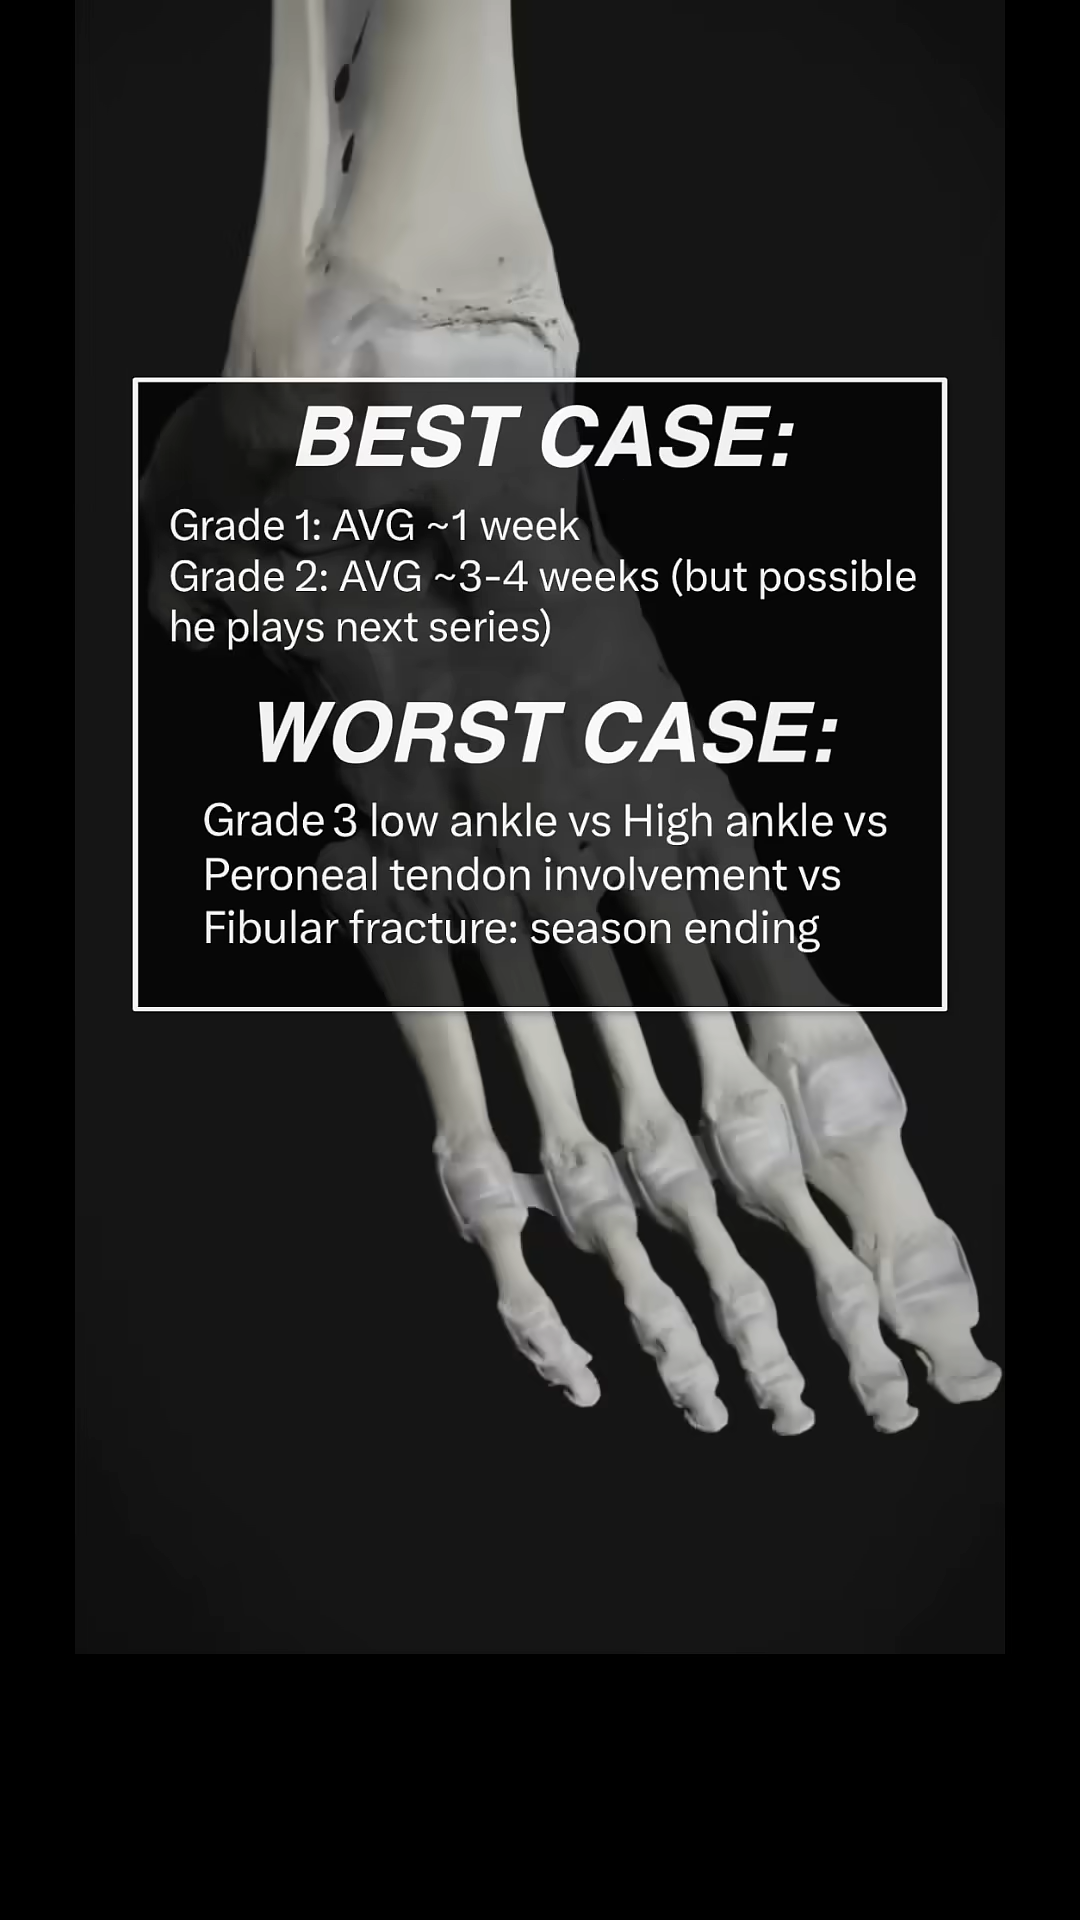 BEST CASE:
Grade 1: AVG ~1 week
Grade 2: AVG ~3-4 weeks (but possible
he plays next series)
WORST CASE:
Grade 3 low ankle vs High ankle vs
Peroneal tendon involvement vs
Fibular fracture: season ending